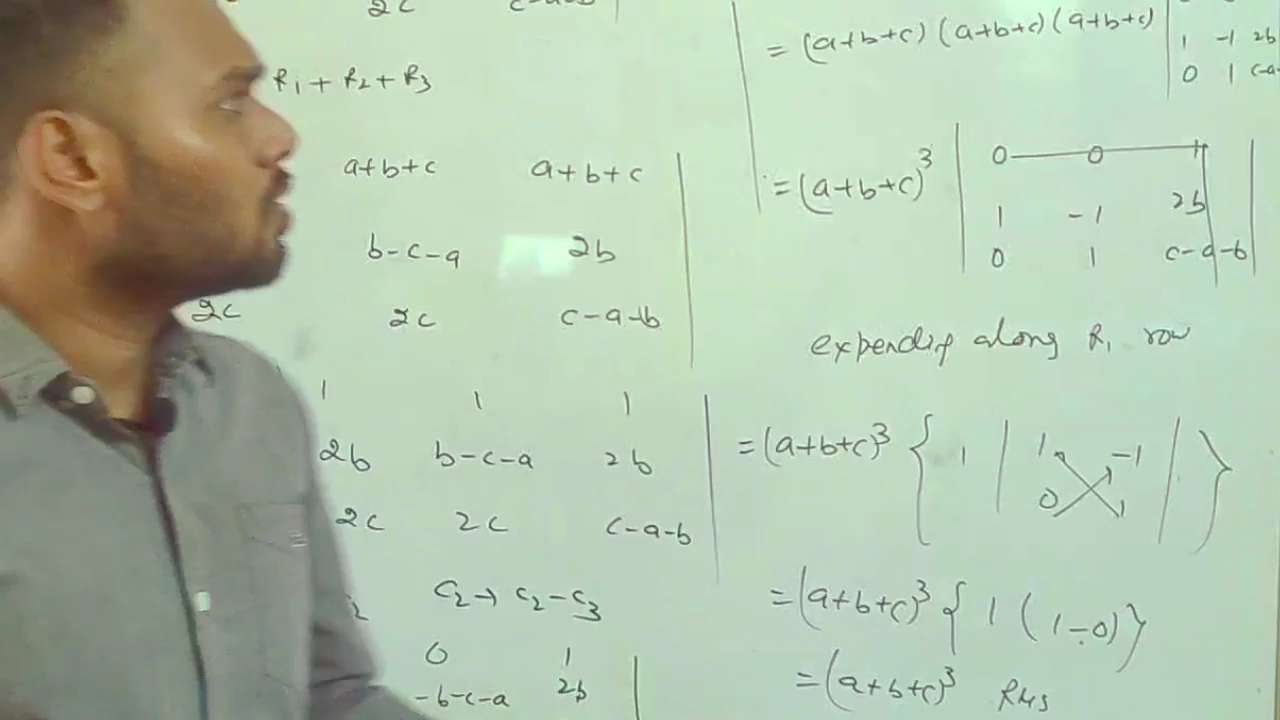 2c c-a-b
R1 + R2 + R3
a+b+c a+b+c
b-c-a 2b
2c 2c c-a-b
1 1 1
2b b-c-a 2b
2c 2c c-a-b
C2 → C2-C3
0 1
-b-c-a 2b
= (a+b+c) (a+b+c) (a+b+c)
1 -1 2b
0 1 c-a
= (a+b+c)³
0 0 1
1 -1 2b
0 1 c-a-b
expending along R1 row
= (a+b+c)³ { 1 | 1 -1 | }
0 1
= (a+b+c)³ { 1 ( 1-0) }
= (a+b+c)³ RHS